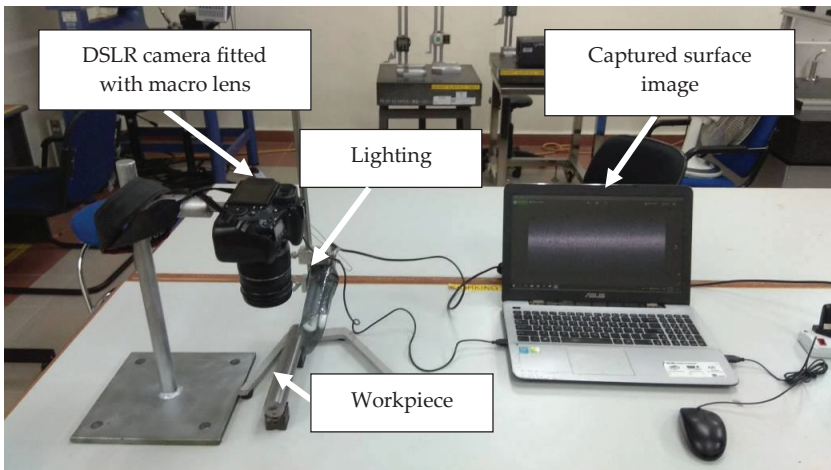 DSLR camera fitted
with macro lens
Captured surface
image
Lighting
Workpiece
ASUS